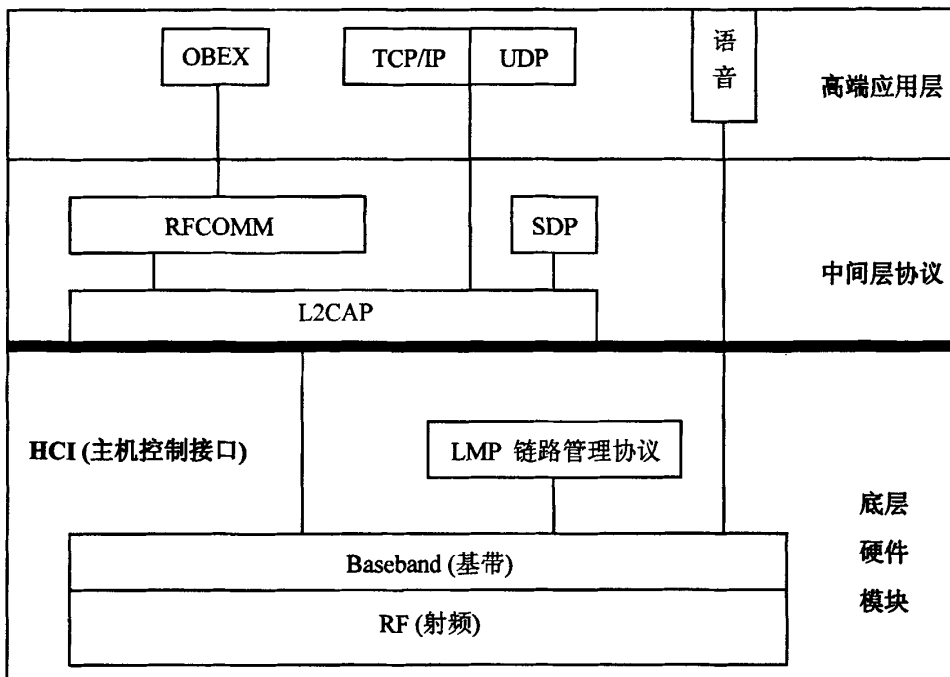 OBEX
TCP/IP
UDP
语
音
高端应用层
RFCOMM
SDP
中间层协议
L2CAP
HCI (主机控制接口)
LMP 链路管理协议
底层
硬件
模块
Baseband (基带)
RF (射频)